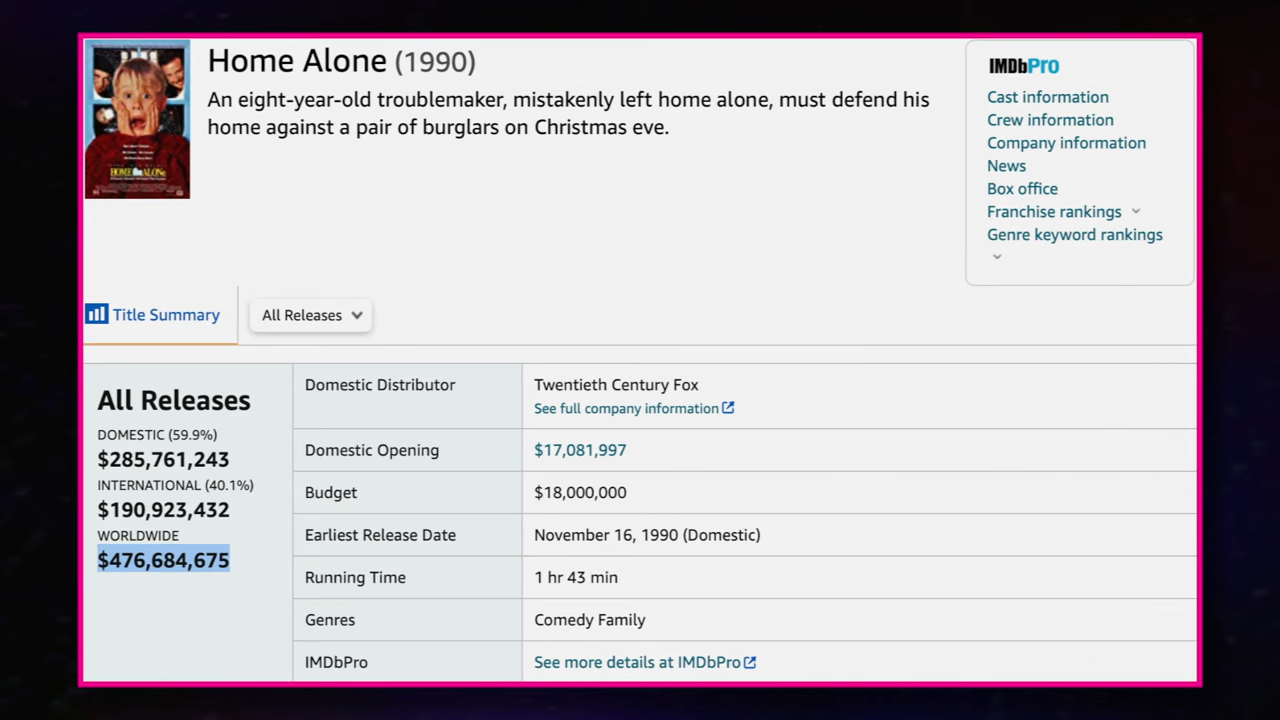 Home Alone (1990)
An eight-year-old troublemaker, mistakenly left home alone, must defend his
home against a pair of burglars on Christmas eve.
HOME ALONE
IMDbPro
Cast information
Crew information
Company information
News
Box office
Franchise rankings
Genre keyword rankings
Title Summary
All Releases
All Releases
DOMESTIC (59.9%)
$285,761,243
INTERNATIONAL (40.1%)
$190,923,432
WORLDWIDE
$476,684,675
Domestic Distributor
Twentieth Century Fox
See full company information
Domestic Opening
$17,081,997
Budget
$18,000,000
Earliest Release Date
November 16, 1990 (Domestic)
Running Time
1 hr 43 min
Genres
Comedy Family
IMDbPro
See more details at IMDbPro